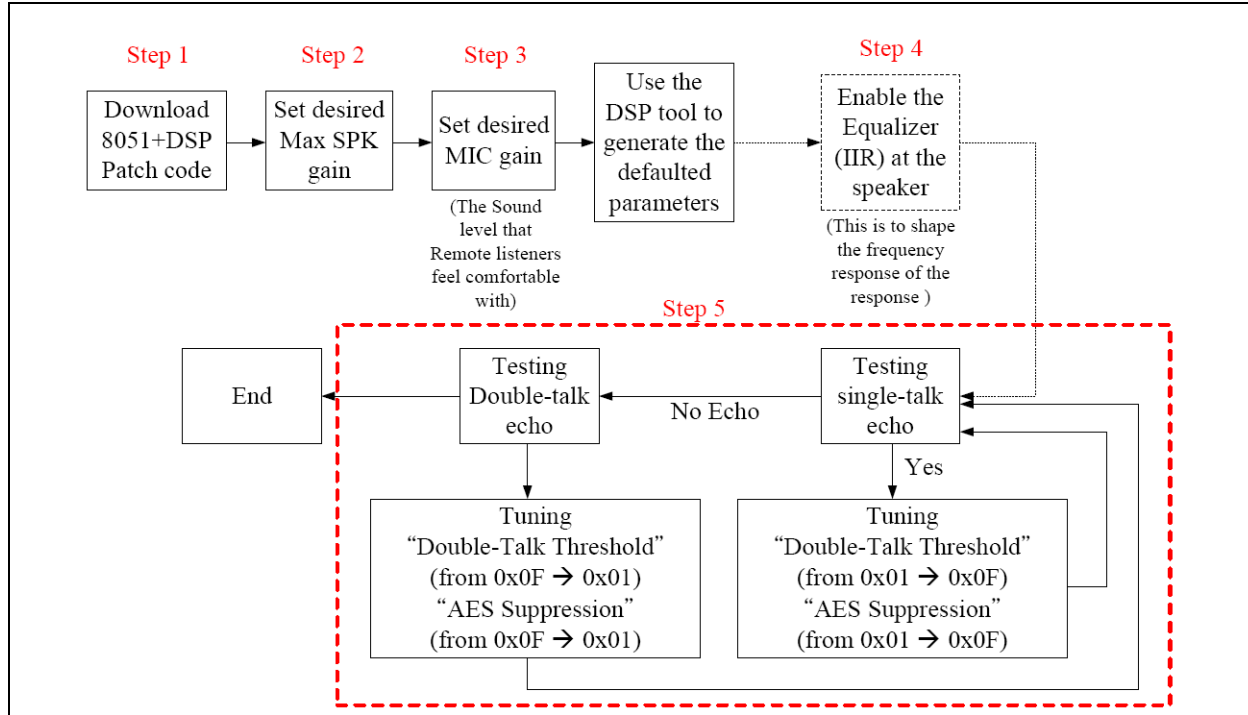 Step 1
Download
8051+DSP
Patch code
Step 2
Set desired
Max SPK
gain
Step 3
Set desired
MIC gain
(The Sound
level that
Remote listeners
feel comfortable
with)
Use the
DSP tool to
generate the
defaulted
parameters
Step 4
Enable the
Equalizer
(IIR) at the
speaker
(This is to shape
the frequency
response of the
response )
Step 5
End
Testing
Double-talk
echo
No Echo
Testing
single-talk
echo
Yes
Tuning
“Double-Talk Threshold”
(from 0x0F → 0x01)
“AES Suppression”
(from 0x0F → 0x01)
Tuning
“Double-Talk Threshold”
(from 0x01 → 0x0F)
“AES Suppression”
(from 0x01 → 0x0F)